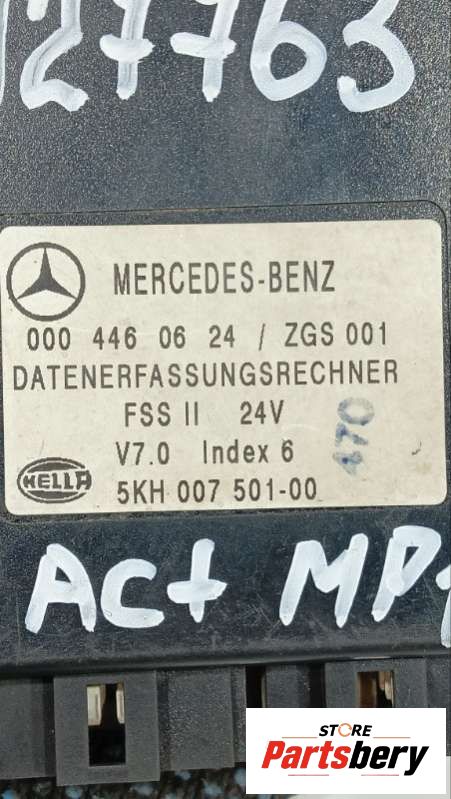 27763
MERCEDES-BENZ
000 446 06 24 / ZGS 001
DATENERFASSUNGSRECHNER
FSS II 24V
V7.0 Index 6
HELLA
5KH 007 501-00
470
ACt MP
STORE
Partsbery